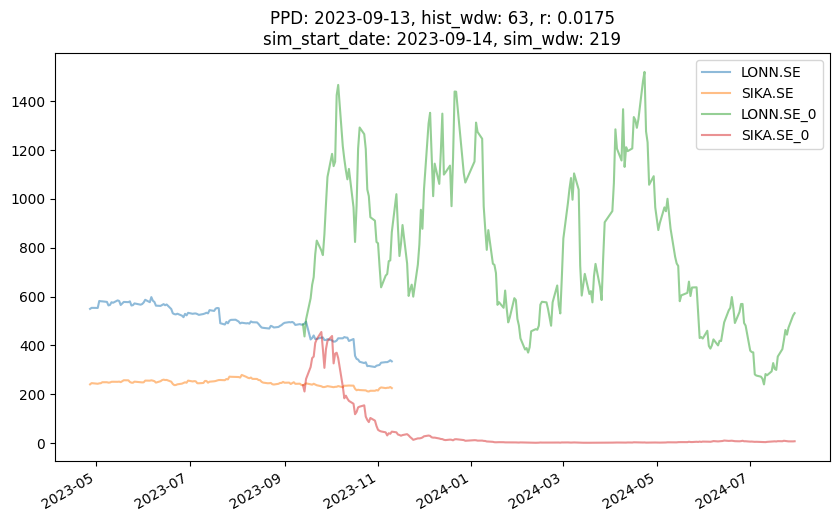 PPD: 2023-09-13, hist_wdw: 63, r: 0.0175
sim_start_date: 2023-09-14, sim_wdw: 219
LONN.SE
SIKA.SE
LONN.SE_0
SIKA.SE_0
1400
1200
1000
800
600
400
200
0
2023-05
2023-07
2023-09
2023-11
2024-01
2024-03
2024-05
2024-07